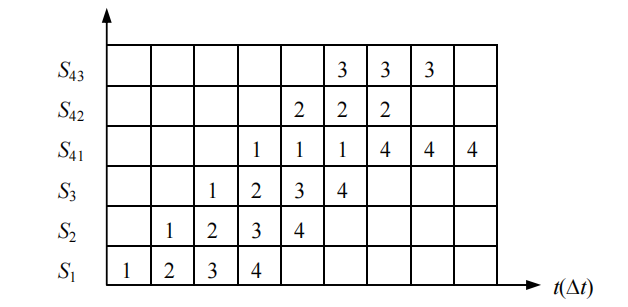 S43 3 3 3
S42 2 2 2
S41 1 1 1 4 4 4
S3 1 2 3 4
S2 1 2 3 4
S1 1 2 3 4
t(Δt)